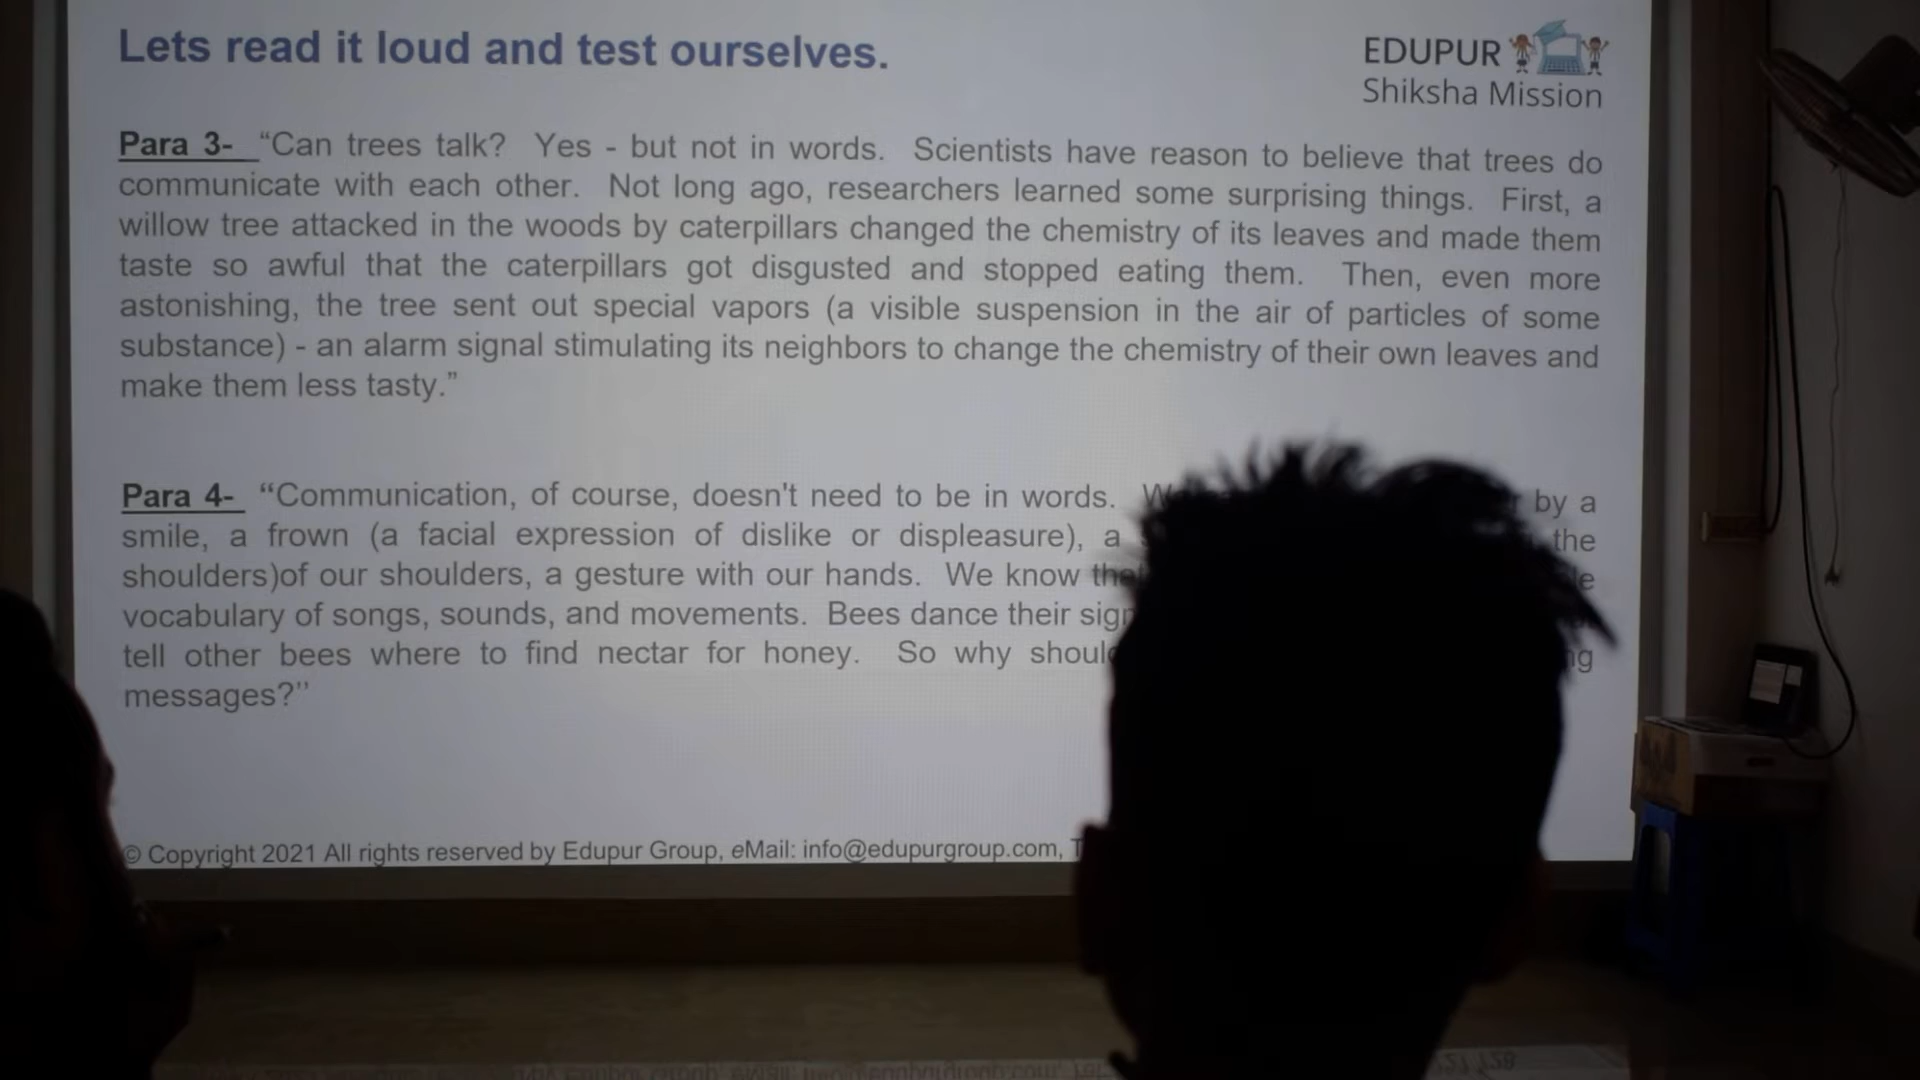 Lets read it loud and test ourselves.
EDUPUR
Shiksha Mission
Para 3- “Can trees talk? Yes - but not in words. Scientists have reason to believe that trees do
communicate with each other. Not long ago, researchers learned some surprising things. First, a
willow tree attacked in the woods by caterpillars changed the chemistry of its leaves and made them
taste so awful that the caterpillars got disgusted and stopped eating them. Then, even more
astonishing, the tree sent out special vapors (a visible suspension in the air of particles of some
substance) - an alarm signal stimulating its neighbors to change the chemistry of their own leaves and
make them less tasty.”
Para 4- “Communication, of course, doesn't need to be in words. by a
smile, a frown (a facial expression of dislike or displeasure), a the
shoulders)of our shoulders, a gesture with our hands. We know
vocabulary of songs, sounds, and movements. Bees dance their
tell other bees where to find nectar for honey. So why
messages?”
© Copyright 2021 All rights reserved by Edupur Group, eMail: info@edupurgroup.com,